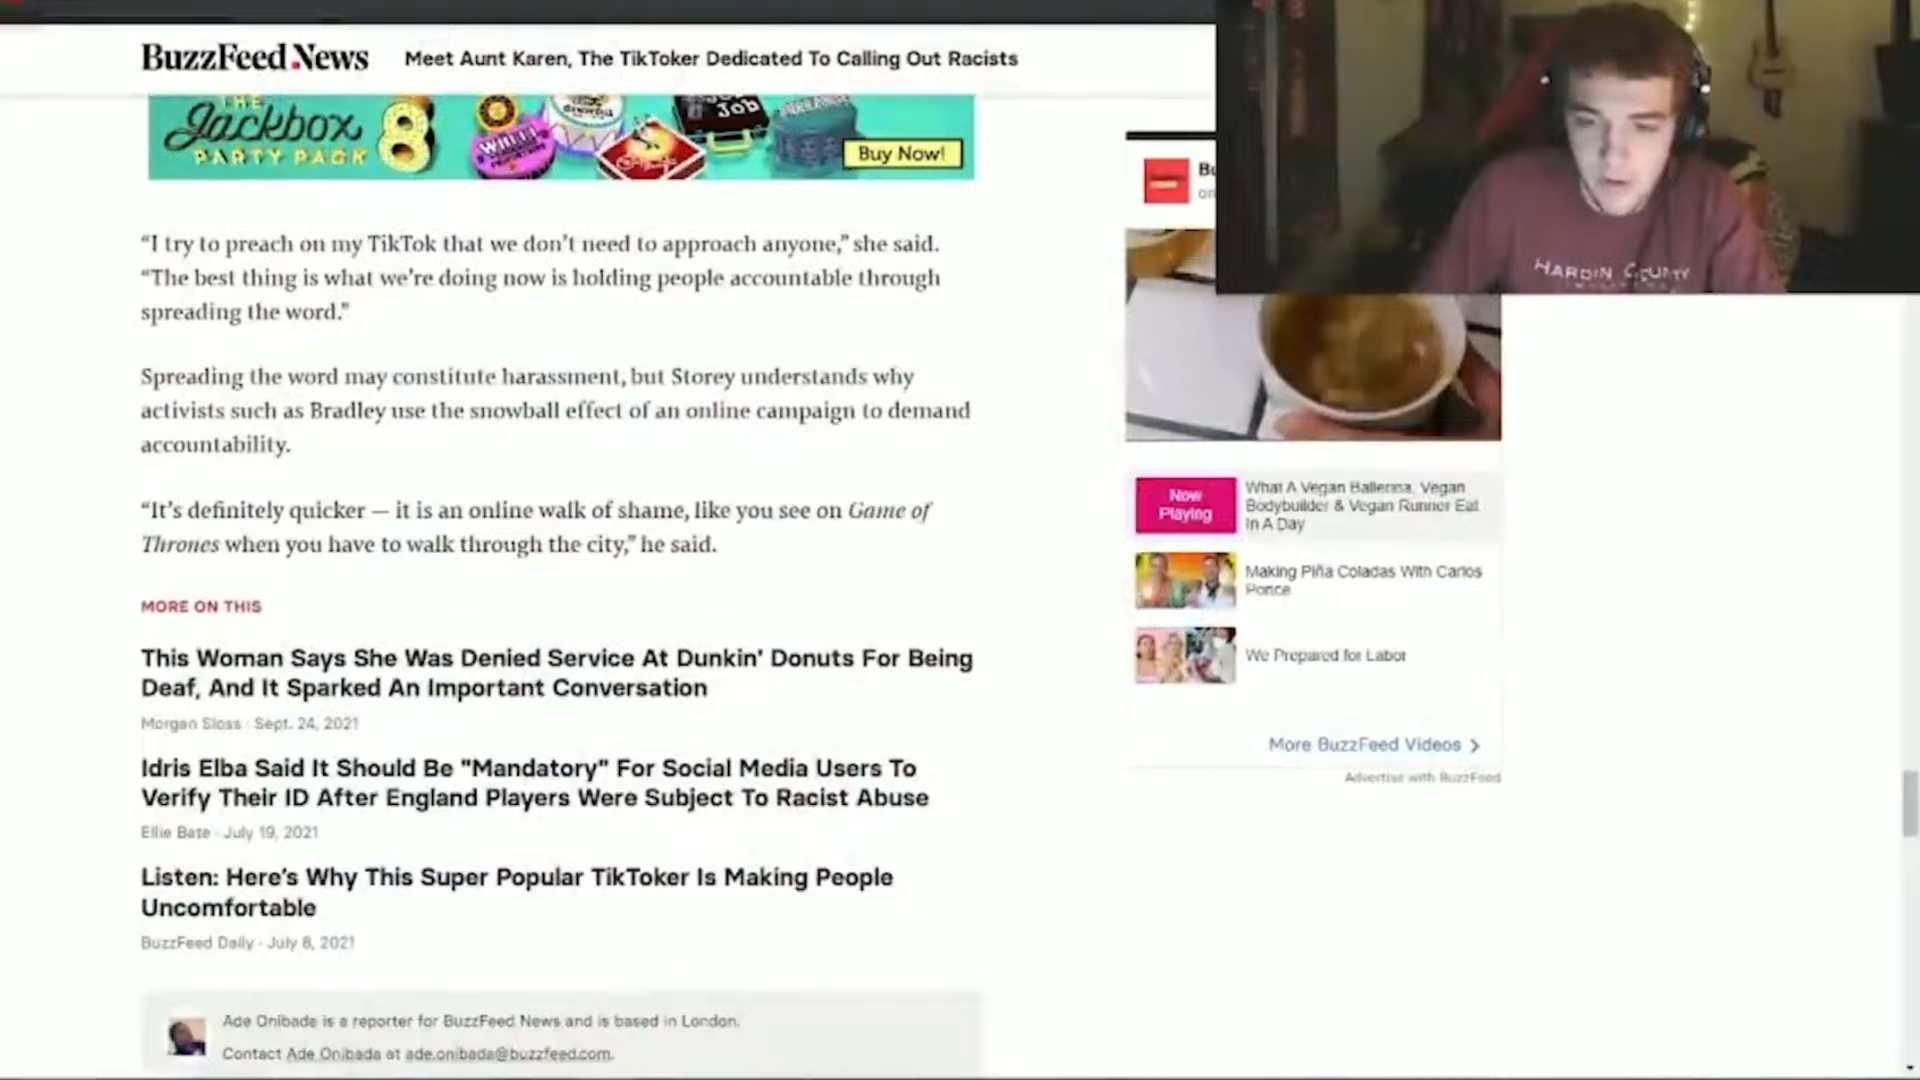 BuzzFeed News
Meet Aunt Karen, The TikToker Dedicated To Calling Out Racists
THE
Jackbox
PARTY PACK
8
WHEEL
Job
Buy Now!
“I try to preach on my TikTok that we don’t need to approach anyone,” she said.
“The best thing is what we’re doing now is holding people accountable through
spreading the word.”
Spreading the word may constitute harassment, but Storey understands why
activists such as Bradley use the snowball effect of an online campaign to demand
accountability.
“It’s definitely quicker — it is an online walk of shame, like you see on Game of
Thrones when you have to walk through the city,” he said.
MORE ON THIS
This Woman Says She Was Denied Service At Dunkin' Donuts For Being
Deaf, And It Sparked An Important Conversation
Morgan Sloss · Sept. 24, 2021
Idris Elba Said It Should Be "Mandatory" For Social Media Users To
Verify Their ID After England Players Were Subject To Racist Abuse
Ellie Bate · July 19, 2021
Listen: Here’s Why This Super Popular TikToker Is Making People
Uncomfortable
BuzzFeed Daily · July 8, 2021
Ade Onibada is a reporter for BuzzFeed News and is based in London.
Contact Ade Onibada at ade.onibada@buzzfeed.com.
HARDIN COUNTY
Bu
on
Now
Playing
What A Vegan Ballerina, Vegan
Bodybuilder & Vegan Runner Eat
In A Day
Making Piña Coladas With Carlos
Ponce
We Prepared for Labor
More BuzzFeed Videos
Advertise with BuzzFeed